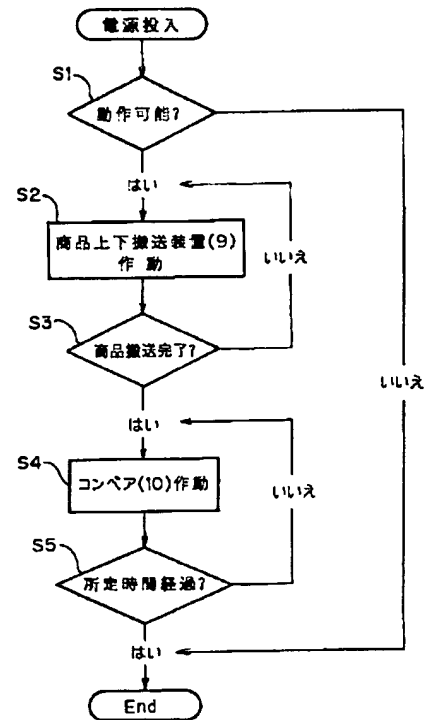 電源投入
S1
動作可能?
はい
S2
商品上下搬送装置(9)
作動
いいえ
S3
商品搬送完了?
いいえ
はい
S4
コンベア(10)作動
いいえ
S5
所定時間経過?
はい
End